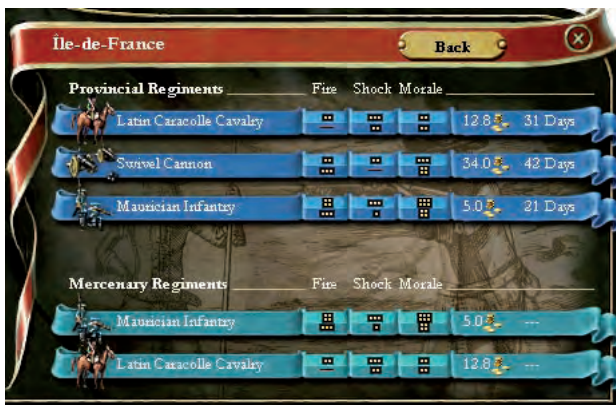 Île-de-France Back
Provincial Regiments Fire Shock Morale
Latin Caracolle Cavalry 12.8 31 Days
Swivel Cannon 34.0 42 Days
Maurician Infantry 5.0 21 Days
Mercenary Regiments Fire Shock Morale
Maurician Infantry 5.0 ---
Latin Caracolle Cavalry 12.8 ---